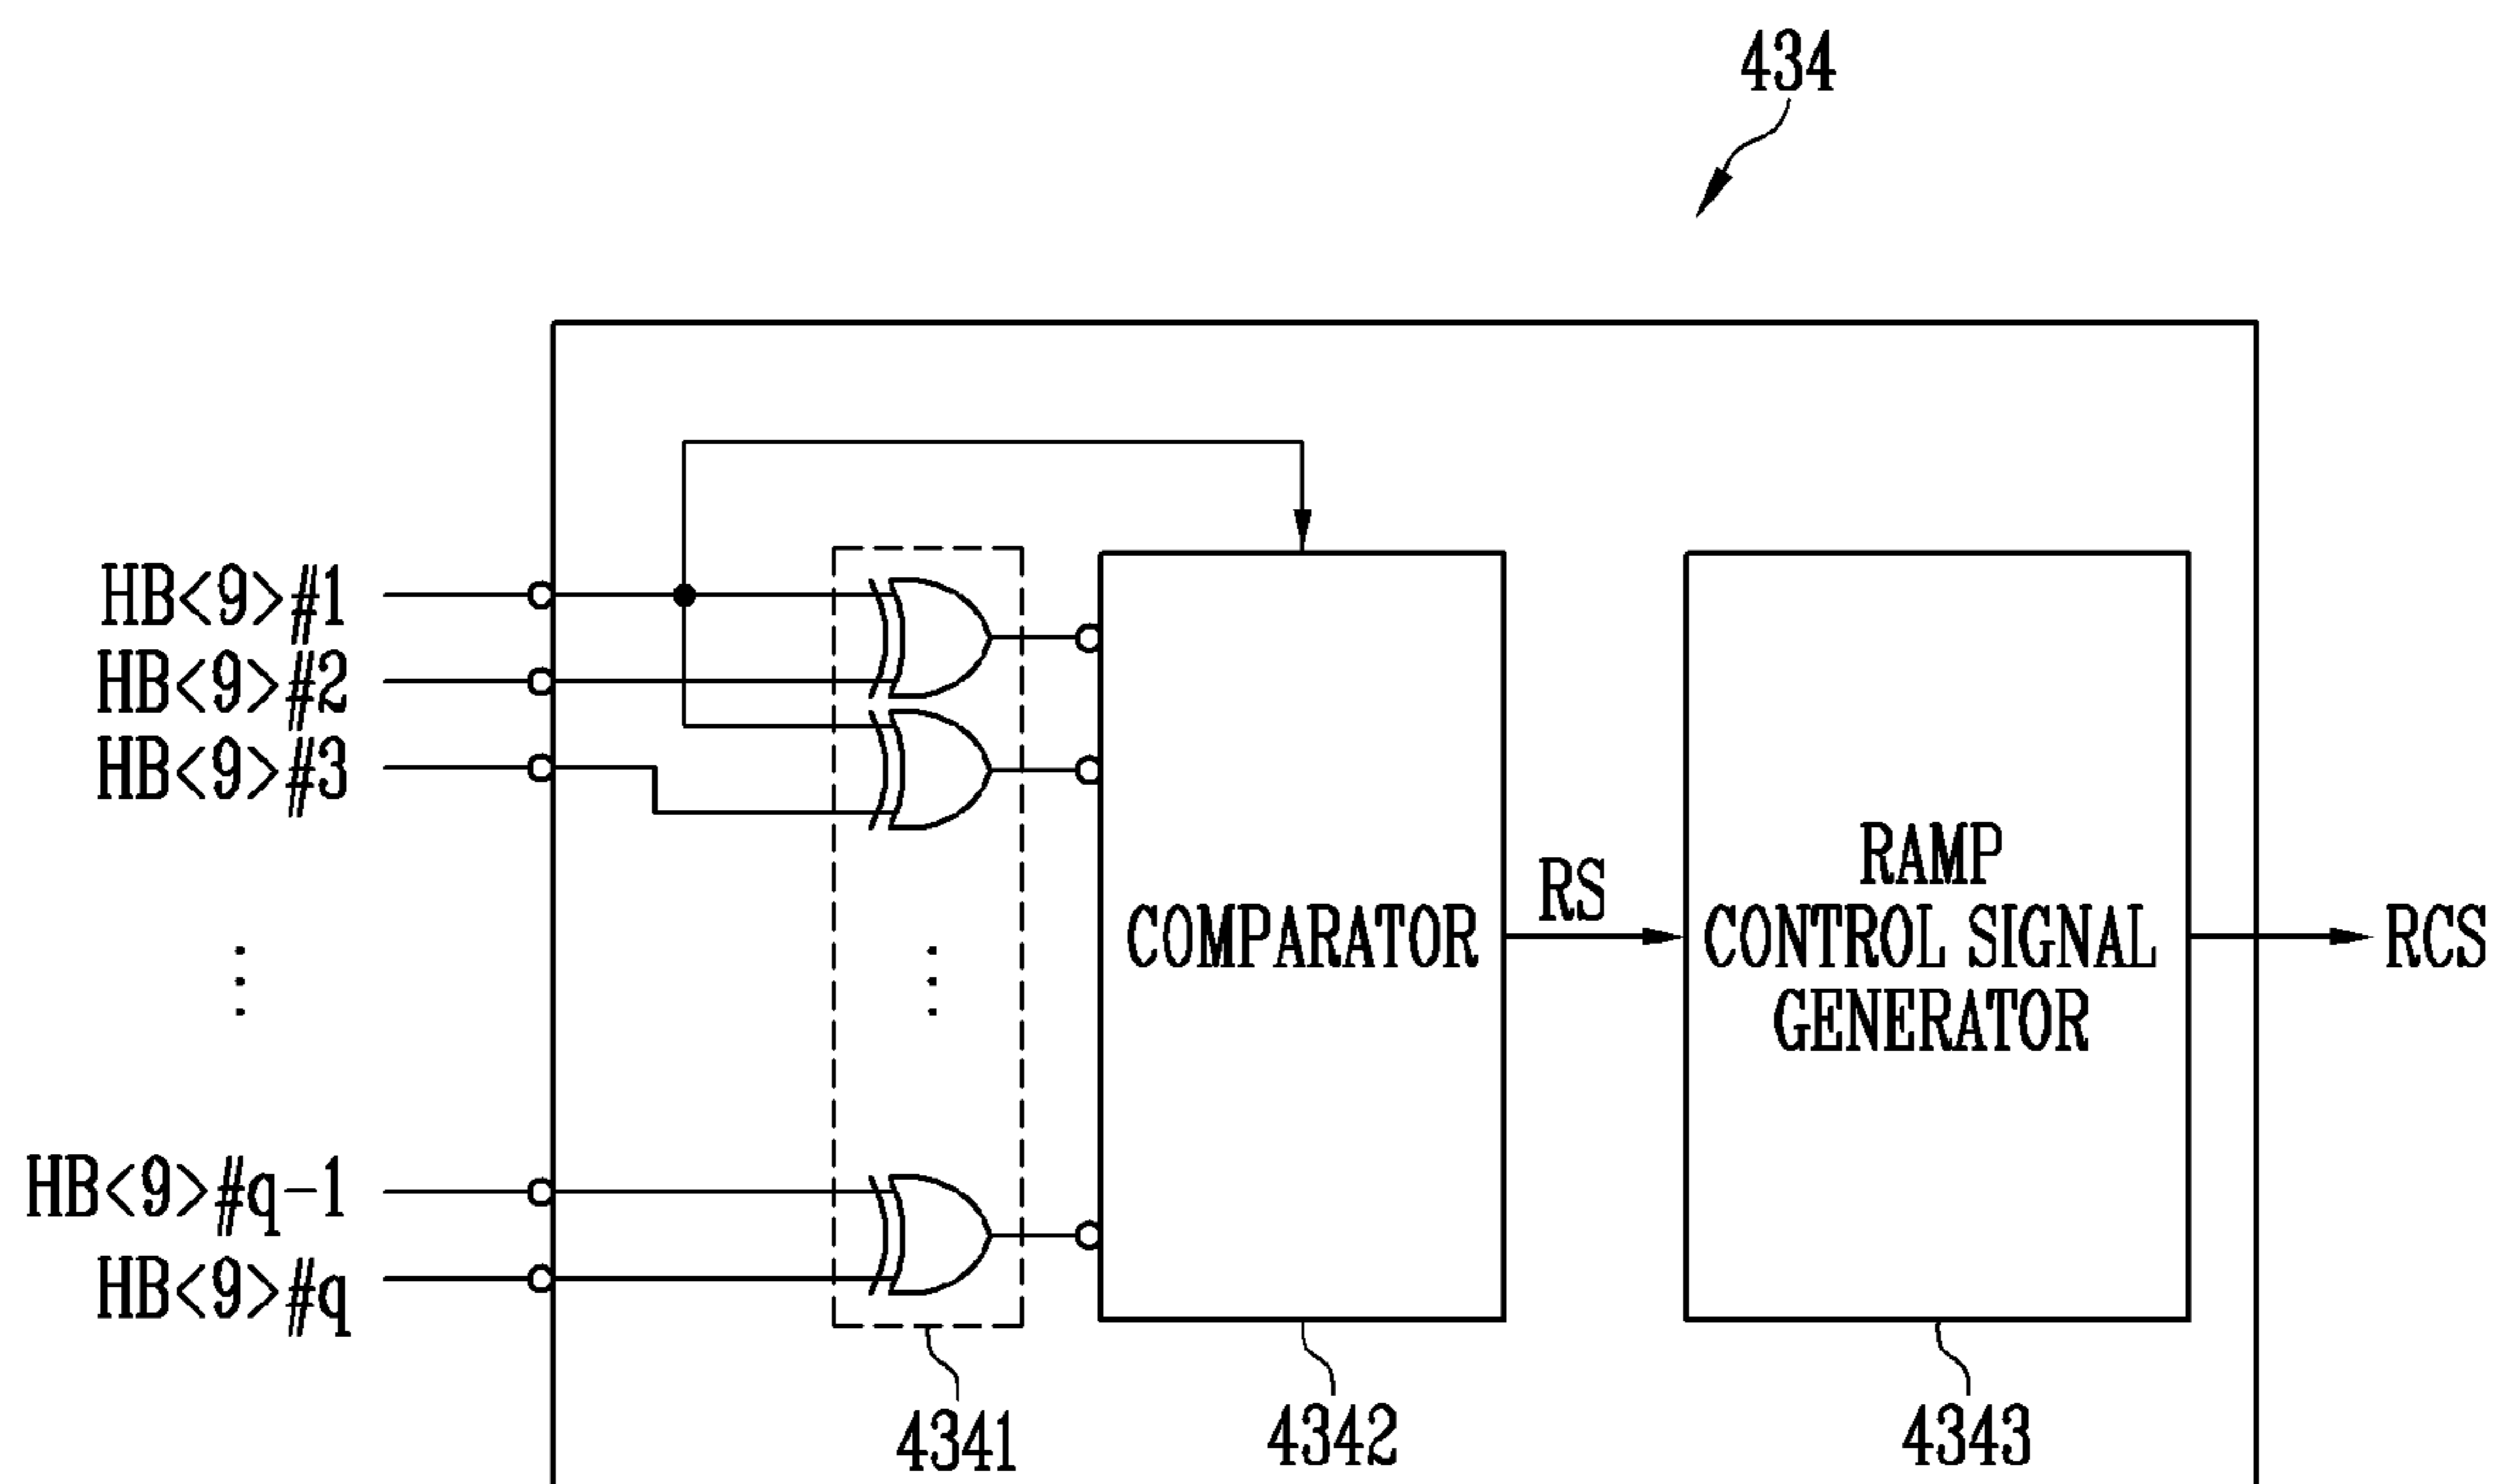 434
HB<9>#1
HB<9>#2
HB<9>#3
HB<9>#q-1
HB<9>#q
COMPARATOR
RS
RAMP
CONTROL SIGNAL
GENERATOR
RCS
4341
4342
4343